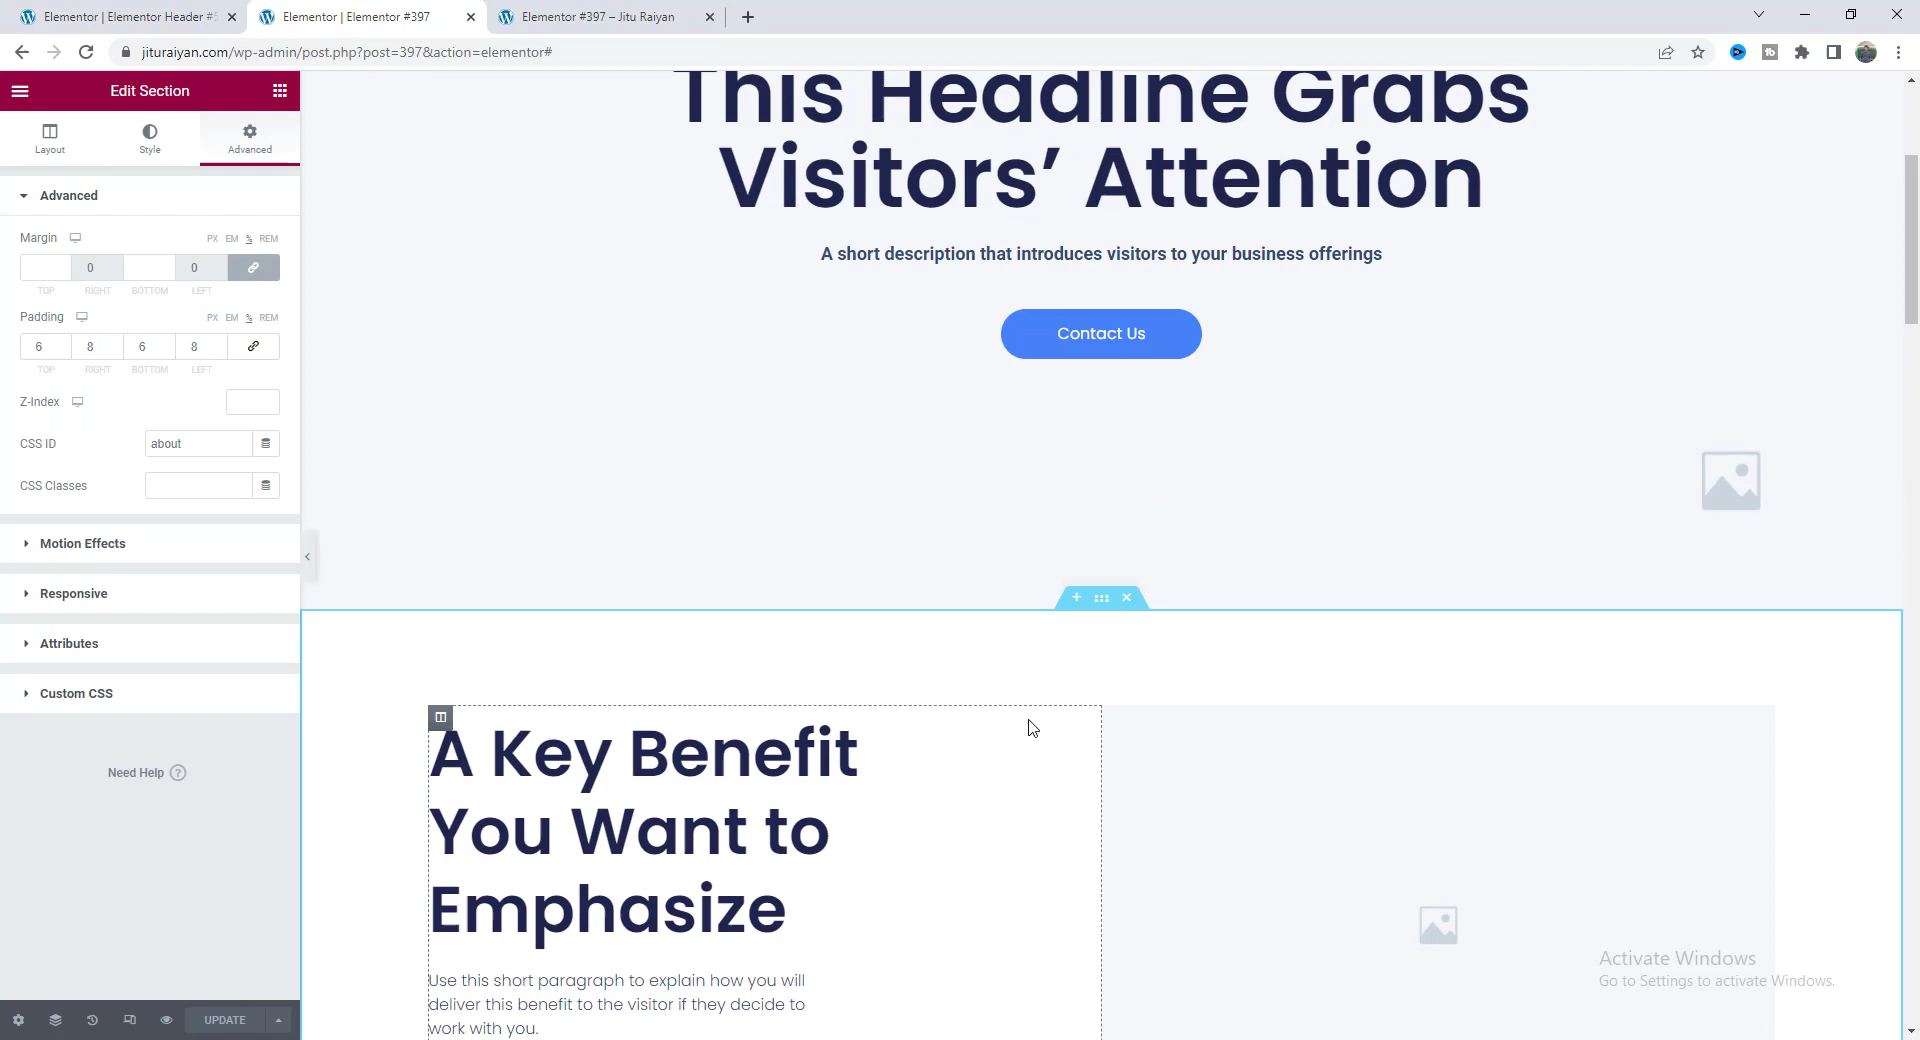 Elementor | Elementor Header #5
Elementor | Elementor #397
Elementor #397 – Jitu Raiyan
jituraiyan.com/wp-admin/post.php?post=397&action=elementor#
Edit Section
Layout
Style
Advanced
Advanced
Margin
PX EM % REM
0 0
TOP RIGHT BOTTOM LEFT
Padding
PX EM % REM
6 8 6 8
TOP RIGHT BOTTOM LEFT
Z-Index
CSS ID
about
CSS Classes
Motion Effects
Responsive
Attributes
Custom CSS
Need Help ?
UPDATE
This Headline Grabs
Visitors’ Attention
A short description that introduces visitors to your business offerings
Contact Us
A Key Benefit
You Want to
Emphasize
Use this short paragraph to explain how you will
deliver this benefit to the visitor if they decide to
work with you.
Activate Windows
Go to Settings to activate Windows.